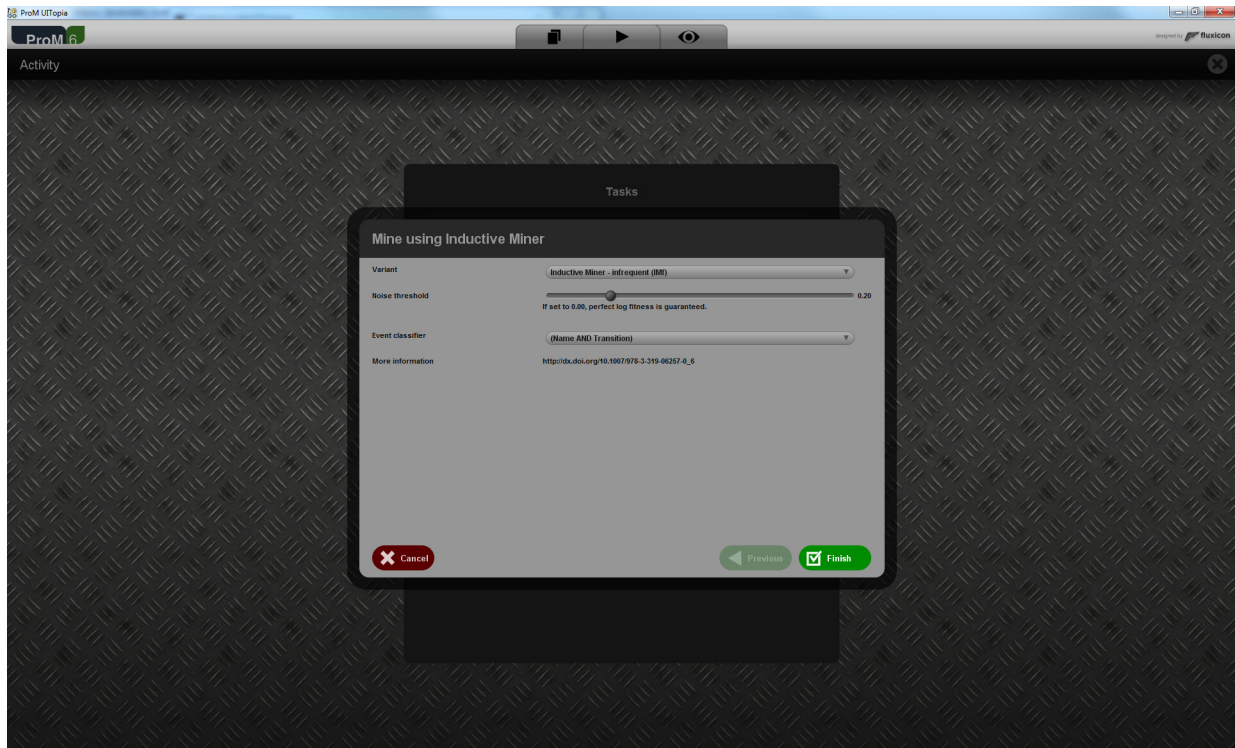 ProM UITopia
ProM 6
designed by fluxicon
Activity
Tasks
Mine using Inductive Miner
Variant
Inductive Miner - infrequent (IMf)
Noise threshold
0.20
If set to 0.00, perfect log fitness is guaranteed.
Event classifier
(Name AND Transition)
More information
http://dx.doi.org/10.1007/978-3-319-06257-0_6
Cancel
Previous
Finish